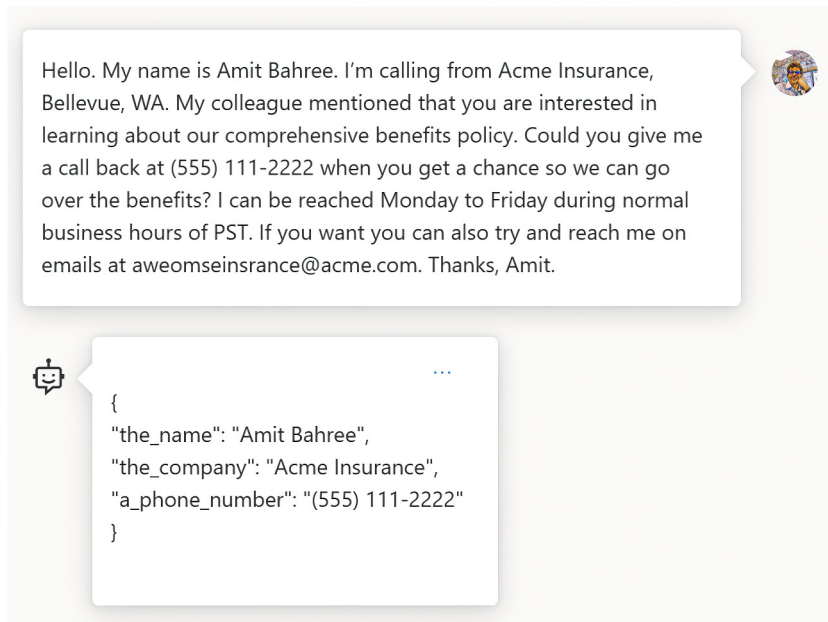 Hello. My name is Amit Bahree. I’m calling from Acme Insurance,
Bellevue, WA. My colleague mentioned that you are interested in
learning about our comprehensive benefits policy. Could you give me
a call back at (555) 111-2222 when you get a chance so we can go
over the benefits? I can be reached Monday to Friday during normal
business hours of PST. If you want you can also try and reach me on
emails at aweomseinsrance@acme.com. Thanks, Amit.
...
{
"the_name": "Amit Bahree",
"the_company": "Acme Insurance",
"a_phone_number": "(555) 111-2222"
}